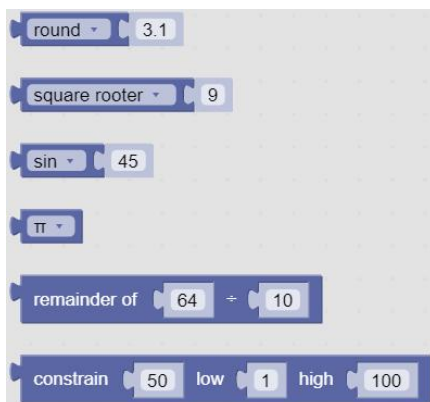 round 3.1
square rooter 9
sin 45
π
remainder of 64 ÷ 10
constrain 50 low 1 high 100